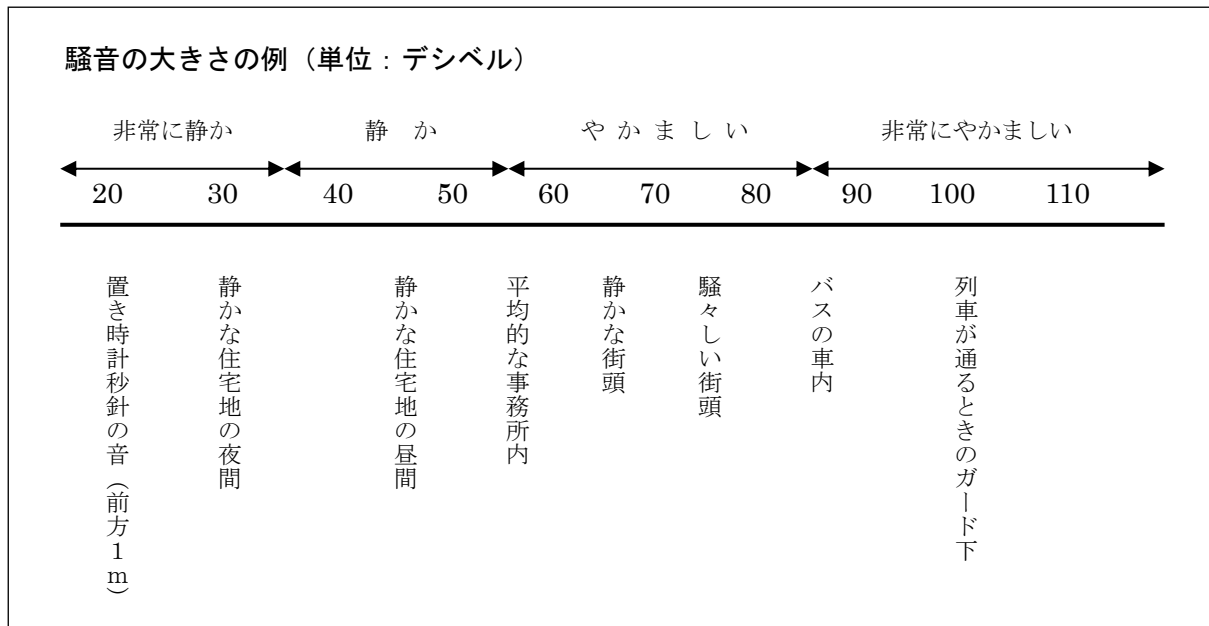 騒音の大きさの例（単位：デシベル）
非常に静か 静　か や か ま し い 非常にやかましい
20 30 40 50 60 70 80 90 100 110
置き時計秒針の音（前方１ｍ）
静かな住宅地の夜間
静かな住宅地の昼間
平均的な事務所内
静かな街頭
騒々しい街頭
バスの車内
列車が通るときのガード下